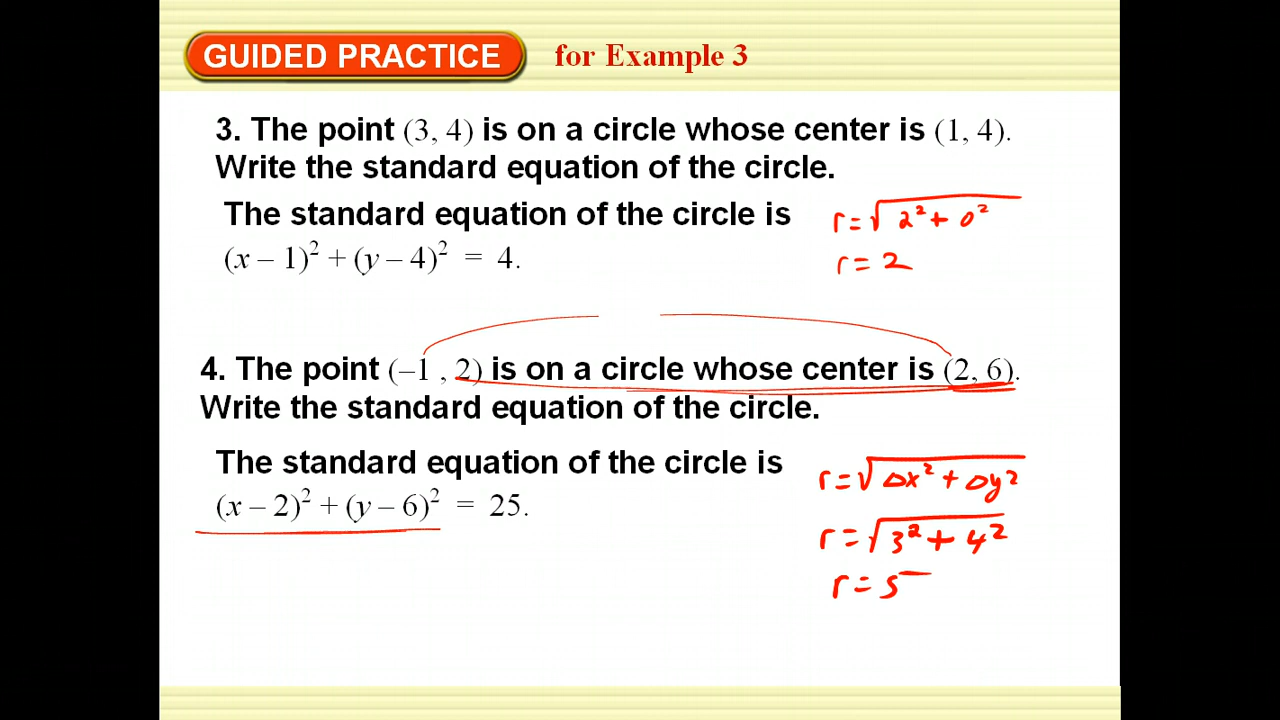 GUIDED PRACTICE for Example 3
3. The point (3, 4) is on a circle whose center is (1, 4).
Write the standard equation of the circle.
The standard equation of the circle is
(x – 1)² + (y – 4)² = 4.
r = √2² + 0²
r = 2
4. The point (–1 , 2) is on a circle whose center is (2, 6).
Write the standard equation of the circle.
The standard equation of the circle is
(x – 2)² + (y – 6)² = 25.
r = √Δx² + Δy²
r = √3² + 4²
r = 5